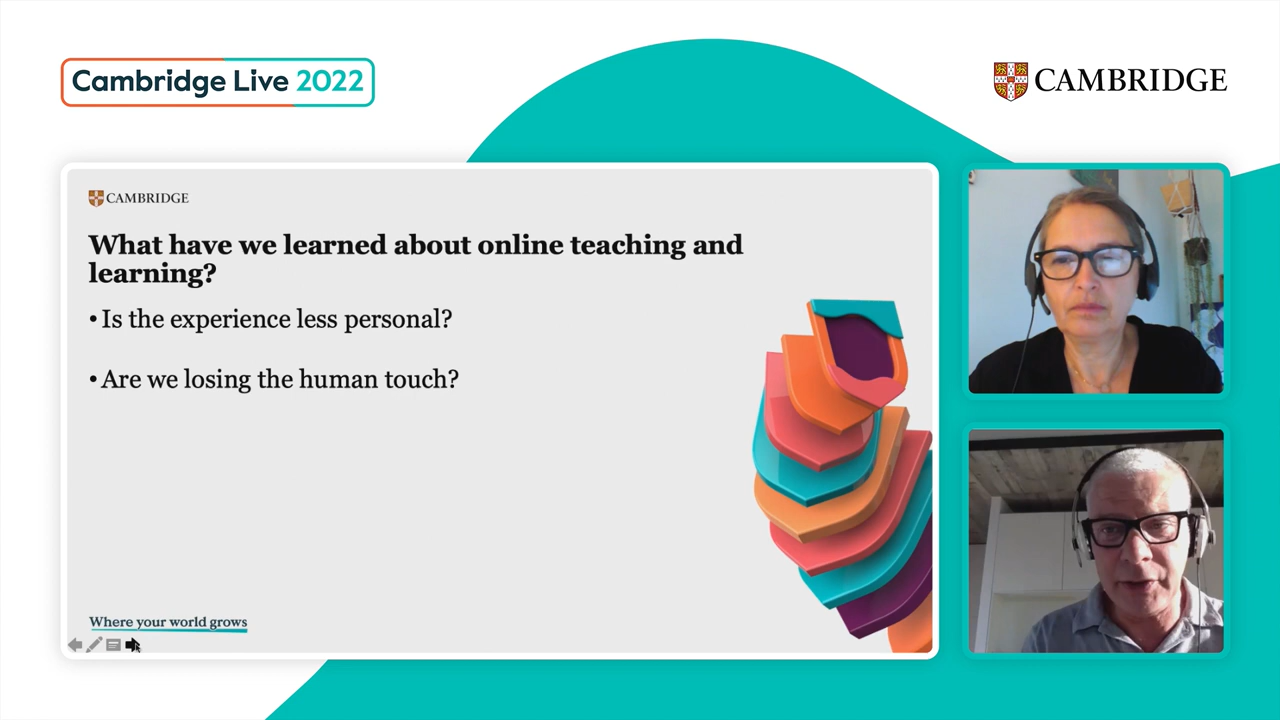 Cambridge Live 2022
CAMBRIDGE
CAMBRIDGE
What have we learned about online teaching and
learning?
• Is the experience less personal?
• Are we losing the human touch?
Where your world grows